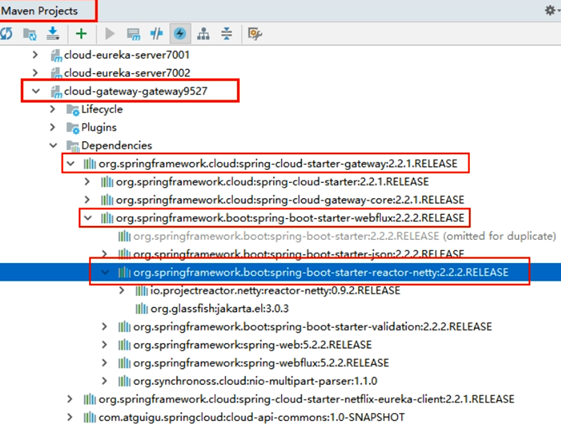 Maven Projects
cloud-eureka-server7001
cloud-eureka-server7002
cloud-gateway-gateway9527
Lifecycle
Plugins
Dependencies
org.springframework.cloud:spring-cloud-starter-gateway:2.2.1.RELEASE
org.springframework.cloud:spring-cloud-starter:2.2.1.RELEASE
org.springframework.cloud:spring-cloud-gateway-core:2.2.1.RELEASE
org.springframework.boot:spring-boot-starter-webflux:2.2.2.RELEASE
org.springframework.boot:spring-boot-starter:2.2.2.RELEASE (omitted for duplicate)
org.springframework.boot:spring-boot-starter-json:2.2.2.RELEASE
org.springframework.boot:spring-boot-starter-reactor-netty:2.2.2.RELEASE
io.projectreactor.netty:reactor-netty:0.9.2.RELEASE
org.glassfish:jakarta.el:3.0.3
org.springframework.boot:spring-boot-starter-validation:2.2.2.RELEASE
org.springframework:spring-web:5.2.2.RELEASE
org.springframework:spring-webflux:5.2.2.RELEASE
org.synchronoss.cloud:nio-multipart-parser:1.1.0
org.springframework.cloud:spring-cloud-starter-netflix-eureka-client:2.2.1.RELEASE
com.atguigu.springcloud:cloud-api-commons:1.0-SNAPSHOT